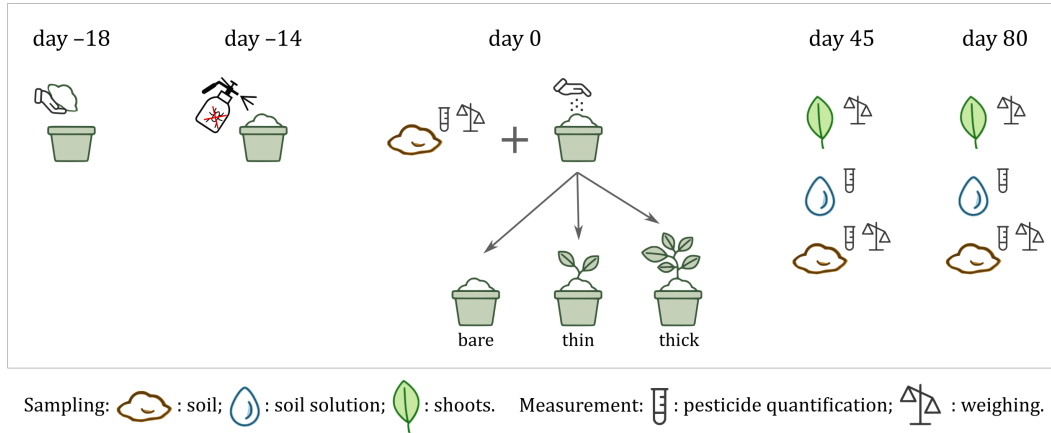 day –18 day –14 day 0 day 45 day 80
bare thin thick
Sampling: : soil; : soil solution; : shoots. Measurement: : pesticide quantification; : weighing.